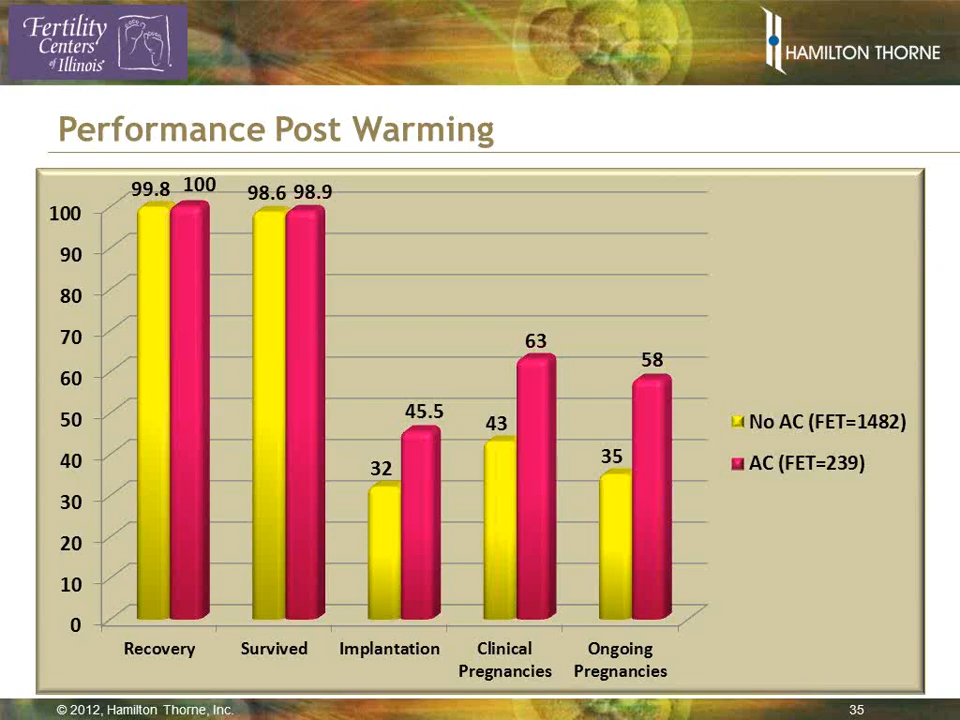 Fertility
Centers®
of Illinois®
HAMILTON THORNE
Performance Post Warming
99.8 100 98.6 98.9
100
90
80
70
60
50
40
30
20
10
0
32 45.5 43 63 35 58
No AC (FET=1482)
AC (FET=239)
Recovery Survived Implantation Clinical Pregnancies Ongoing Pregnancies
© 2012, Hamilton Thorne, Inc. 35